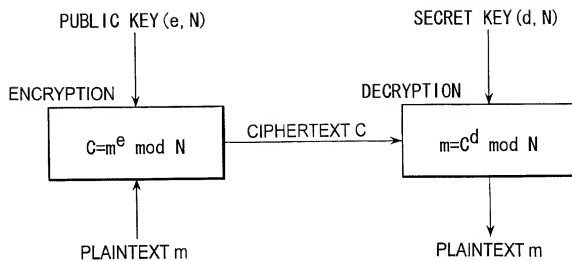 PUBLIC KEY(e, N)
SECRET KEY(d, N)
ENCRYPTION
DECRYPTION
C=m^e mod N
CIPHERTEXT C
m=C^d mod N
PLAINTEXT m
PLAINTEXT m